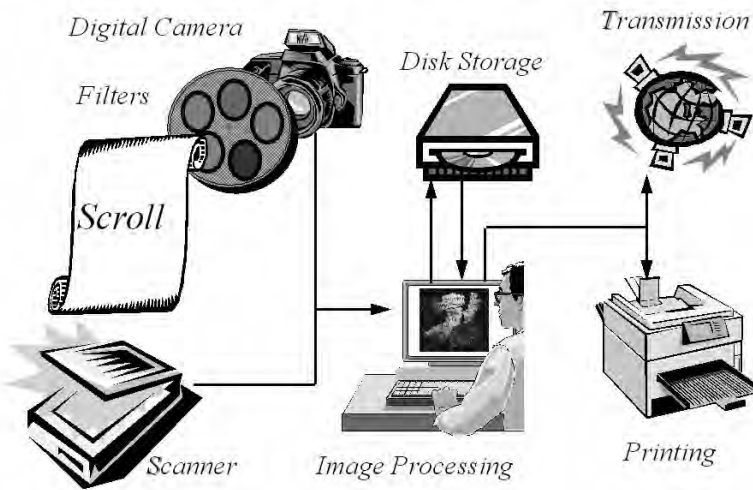 Digital Camera
Transmission
Disk Storage
Filters
Scroll
Scanner
Image Processing
Printing